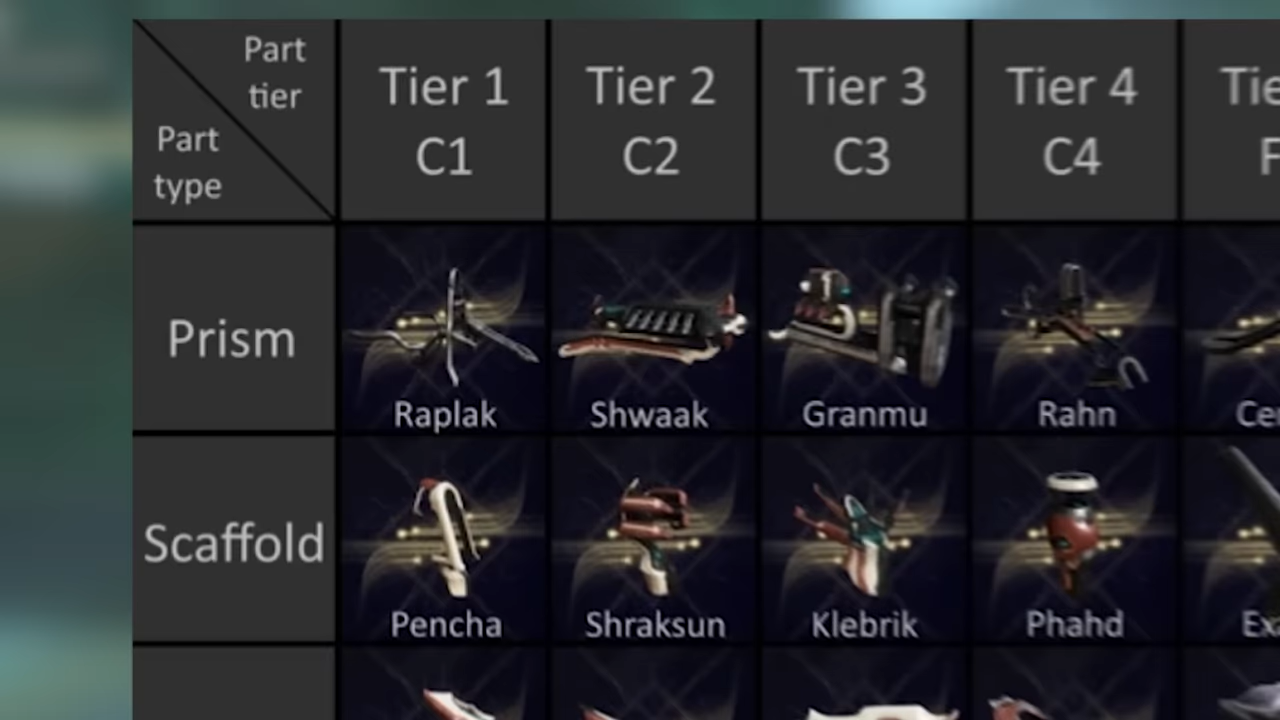 Part
tier
Part
type
Tier 1
C1
Tier 2
C2
Tier 3
C3
Tier 4
C4
Prism
Raplak
Shwaak
Granmu
Rahn
Scaffold
Pencha
Shraksun
Klebrik
Phahd